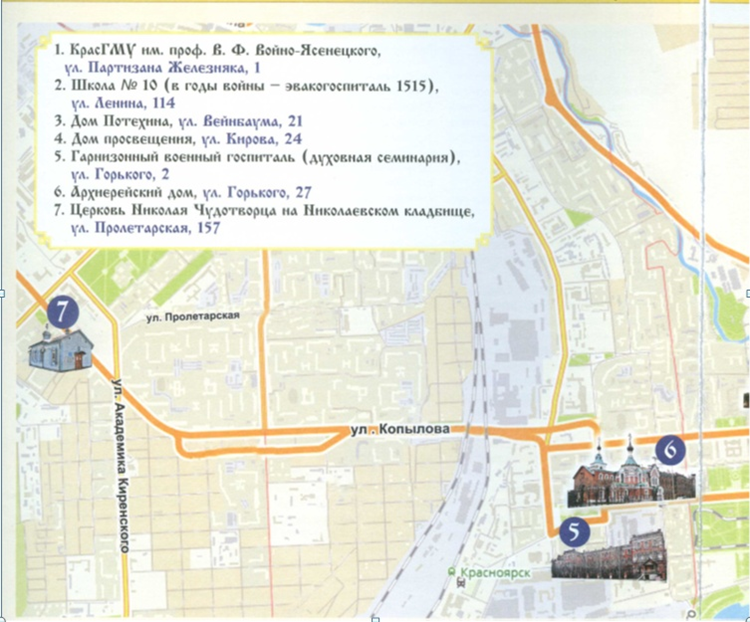 1. КрасГМУ им. проф. В. Ф. Войно-Ясенецкого,
ул. Партизана Железняка, 1
2. Школа № 10 (в годы войны – эвакогоспиталь 1515),
ул. Ленина, 114
3. Дом Потехина, ул. Вейнбаума, 21
4. Дом просвещения, ул. Кирова, 24
5. Гарнизонный военный госпиталь (духовная семинария),
ул. Горького, 2
6. Архиерейский дом, ул. Горького, 27
7. Церковь Николая Чудотворца на Николаевском кладбище,
ул. Пролетарская, 157
7
ул. Пролетарская
ул. Академика Киренского
ул . Копылова
6
5
Красноярск